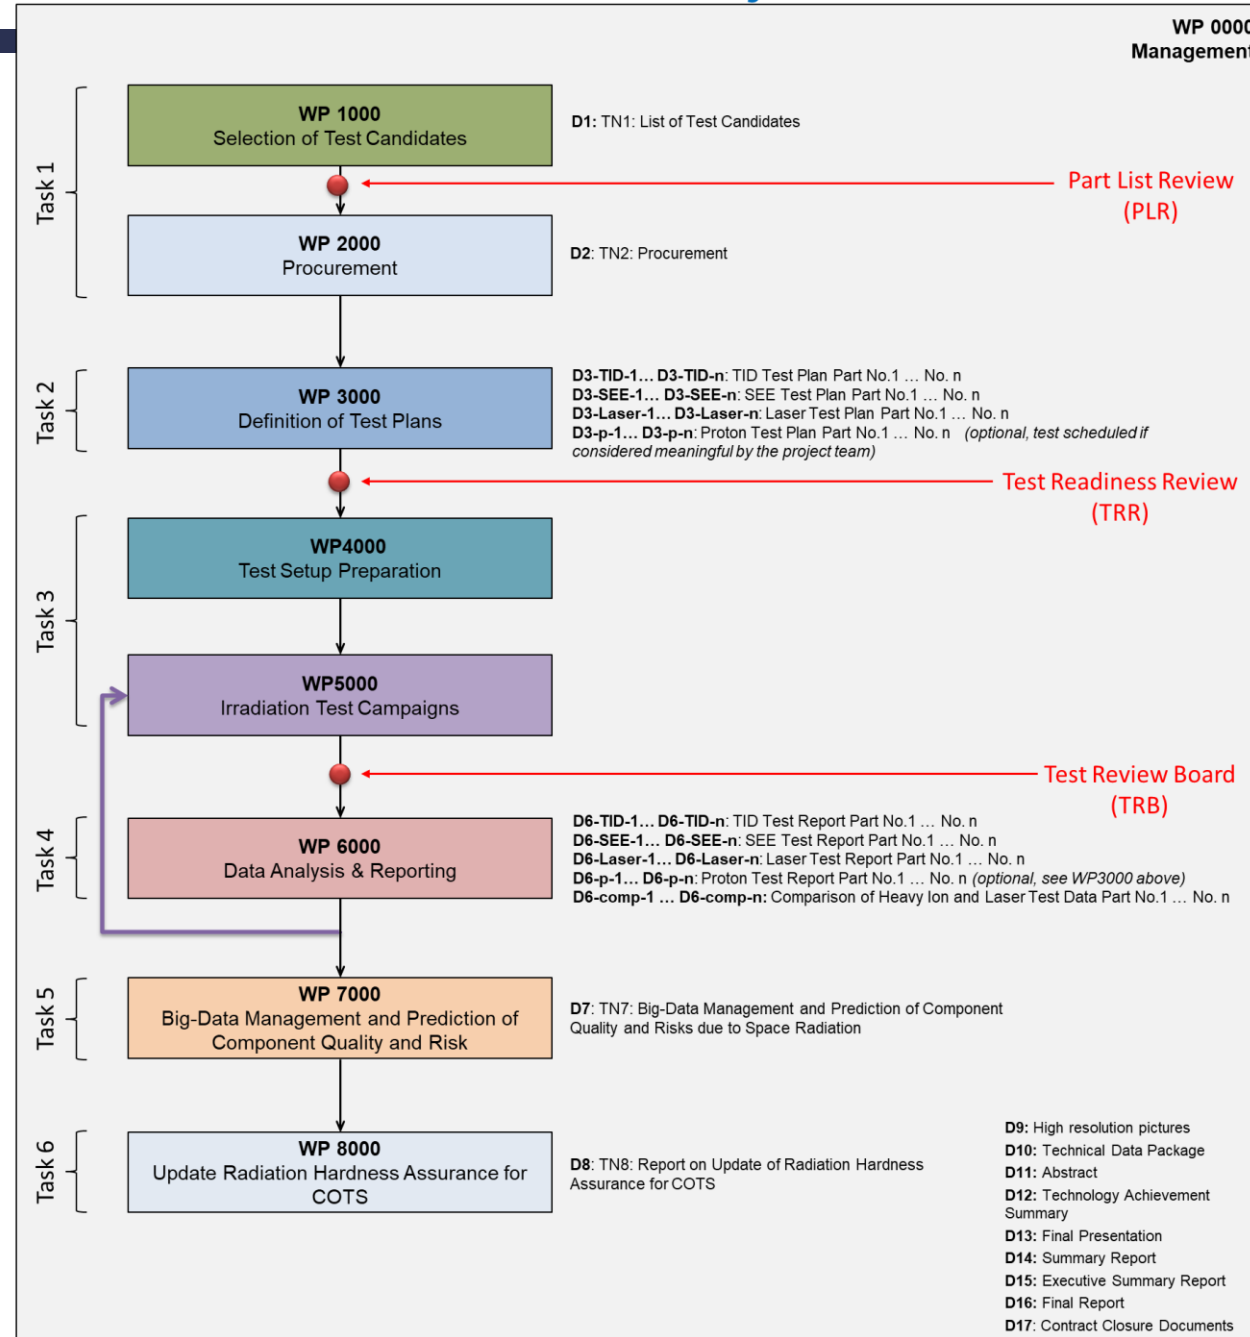 WP 0000
Management
Task 1
WP 1000
Selection of Test Candidates
D1: TN1: List of Test Candidates
Part List Review
(PLR)
WP 2000
Procurement
D2: TN2: Procurement
Task 2
WP 3000
Definition of Test Plans
D3-TID-1... D3-TID-n: TID Test Plan Part No.1 ... No. n
D3-SEE-1... D3-SEE-n: SEE Test Plan Part No.1 ... No. n
D3-Laser-1... D3-Laser-n: Laser Test Plan Part No.1 ... No. n
D3-p-1... D3-p-n: Proton Test Plan Part No.1 ... No. n (optional, test scheduled if
considered meaningful by the project team)
Test Readiness Review
(TRR)
Task 3
WP4000
Test Setup Preparation
WP5000
Irradiation Test Campaigns
Test Review Board
(TRB)
Task 4
WP 6000
Data Analysis & Reporting
D6-TID-1... D6-TID-n: TID Test Report Part No.1 ... No. n
D6-SEE-1... D6-SEE-n: SEE Test Report Part No.1 ... No. n
D6-Laser-1... D6-Laser-n: Laser Test Report Part No.1 ... No. n
D6-p-1... D6-p-n: Proton Test Report Part No.1 ... No. n (optional, see WP3000 above)
D6-comp-1 ... D6-comp-n: Comparison of Heavy Ion and Laser Test Data Part No.1 ... No. n
Task 5
WP 7000
Big-Data Management and Prediction of
Component Quality and Risk
D7: TN7: Big-Data Management and Prediction of Component
Quality and Risks due to Space Radiation
Task 6
WP 8000
Update Radiation Hardness Assurance for
COTS
D8: TN8: Report on Update of Radiation Hardness
Assurance for COTS
D9: High resolution pictures
D10: Technical Data Package
D11: Abstract
D12: Technology Achievement
Summary
D13: Final Presentation
D14: Summary Report
D15: Executive Summary Report
D16: Final Report
D17: Contract Closure Documents